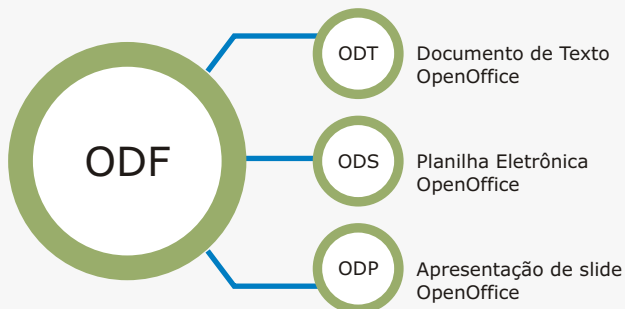 ODF
ODT
Documento de Texto
OpenOffice
ODS
Planilha Eletrônica
OpenOffice
ODP
Apresentação de slide
OpenOffice